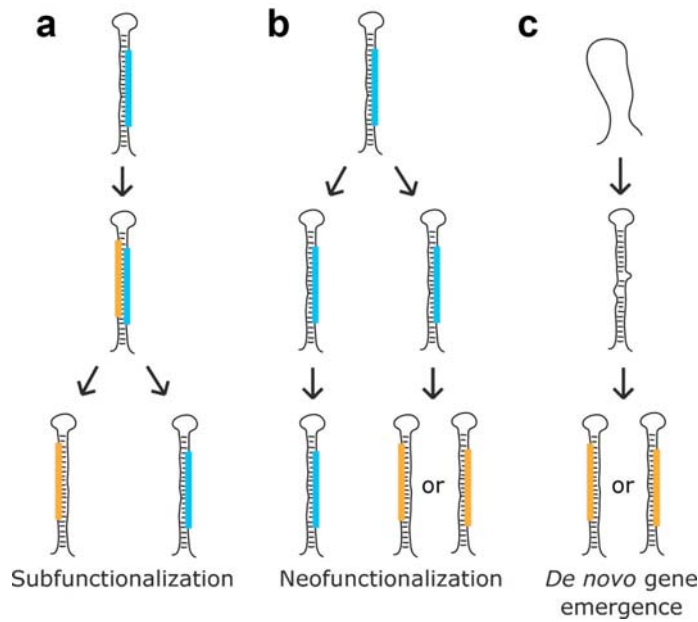 a
b
c
or
or
Subfunctionalization
Neofunctionalization
De novo gene
emergence